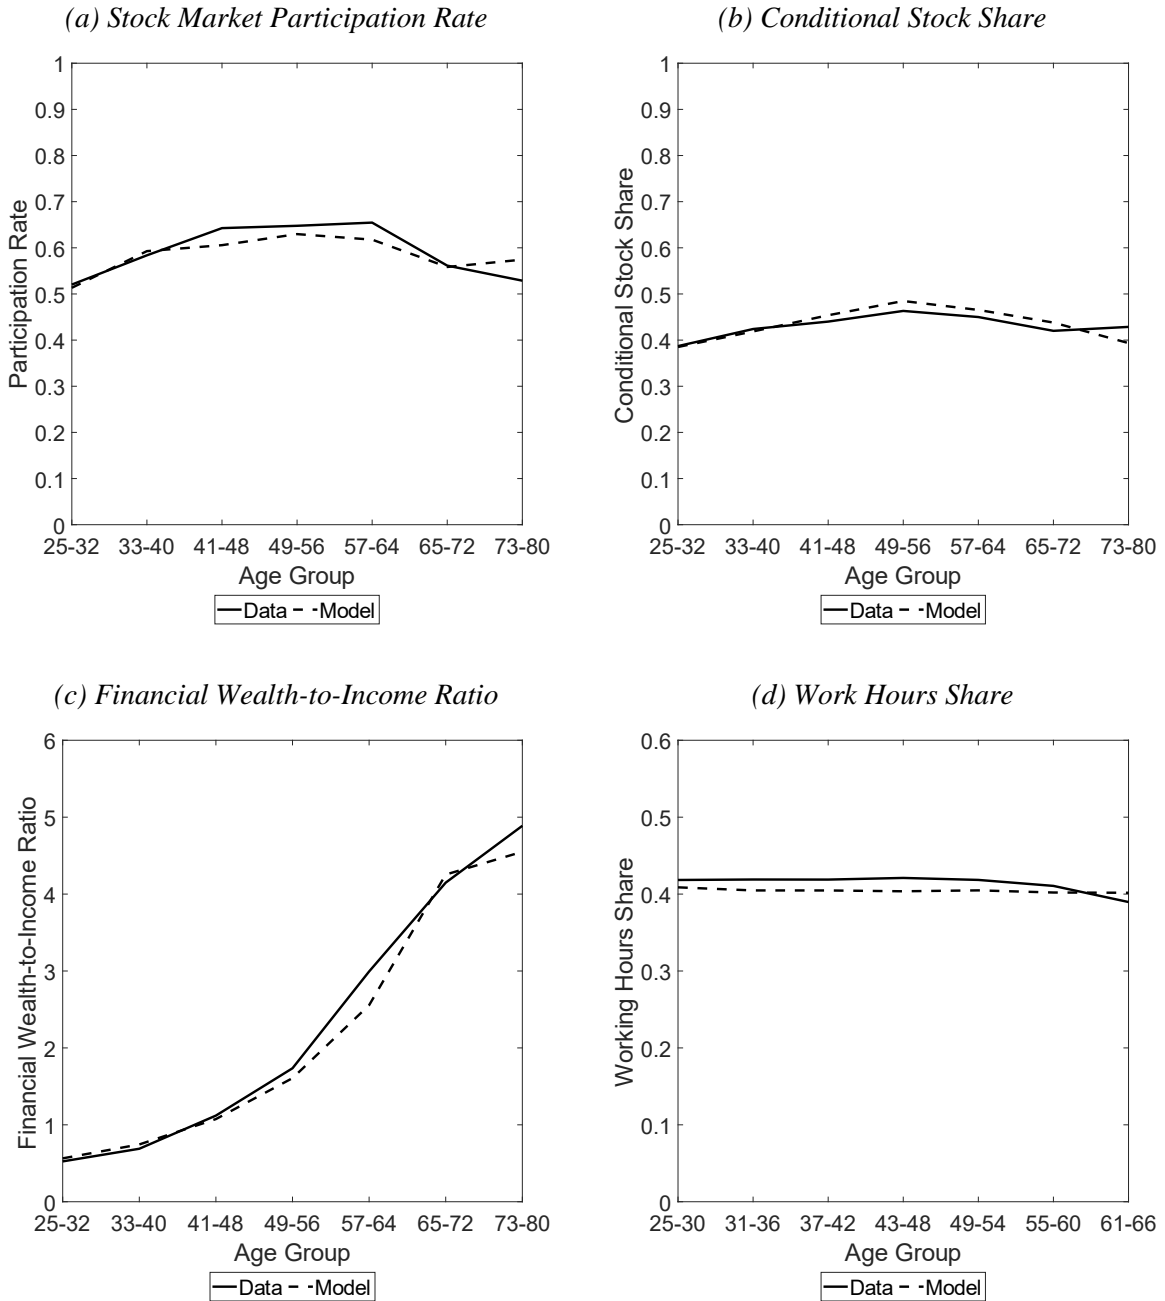 (a) Stock Market Participation Rate
Participation Rate
1
0.9
0.8
0.7
0.6
0.5
0.4
0.3
0.2
0.1
0
25-32 33-40 41-48 49-56 57-64 65-72 73-80
Age Group
Data Model
(b) Conditional Stock Share
Conditional Stock Share
1
0.9
0.8
0.7
0.6
0.5
0.4
0.3
0.2
0.1
0
25-32 33-40 41-48 49-56 57-64 65-72 73-80
Age Group
Data Model
(c) Financial Wealth-to-Income Ratio
Financial Wealth-to-Income Ratio
6
5
4
3
2
1
0
25-32 33-40 41-48 49-56 57-64 65-72 73-80
Age Group
Data Model
(d) Work Hours Share
Working Hours Share
0.6
0.5
0.4
0.3
0.2
0.1
0
25-30 31-36 37-42 43-48 49-54 55-60 61-66
Age Group
Data Model